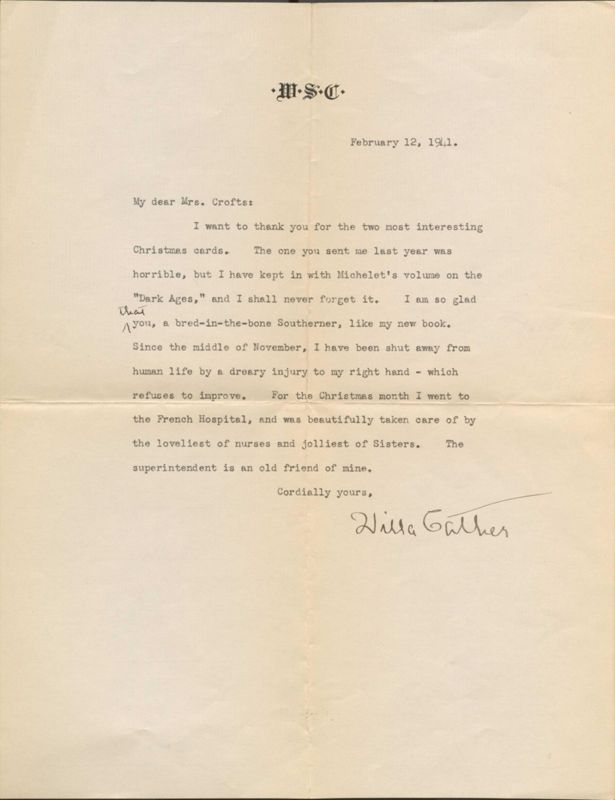 ·W·S·C·
February 12, 1941.
My dear Mrs. Crofts:
I want to thank you for the two most interesting
Christmas cards. The one you sent me last year was
horrible, but I have kept in with Michelet's volume on the
"Dark Ages," and I shall never forget it. I am so glad
that
you, a bred-in-the-bone Southerner, like my new book.
Since the middle of November, I have been shut away from
human life by a dreary injury to my right hand - which
refuses to improve. For the Christmas month I went to
the French Hospital, and was beautifully taken care of by
the loveliest of nurses and jolliest of Sisters. The
superintendent is an old friend of mine.
Cordially yours,
Willa Cather